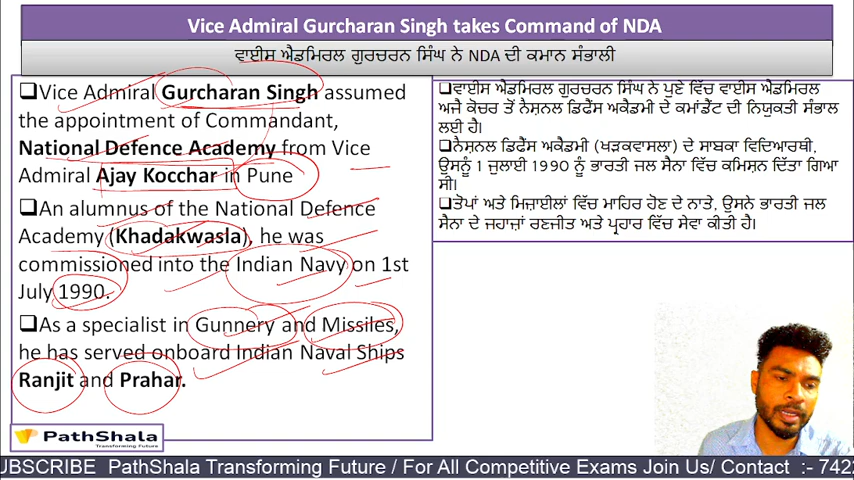 Vice Admiral Gurcharan Singh takes Command of NDA
ਵਾਈਸ ਐਡਮਿਰਲ ਗੁਰਚਰਨ ਸਿੰਘ ਨੇ NDA ਦੀ ਕਮਾਨ ਸੰਭਾਲੀ
❑Vice Admiral Gurcharan Singh assumed
the appointment of Commandant,
National Defence Academy from Vice
Admiral Ajay Kocchar in Pune
❑An alumnus of the National Defence
Academy (Khadakwasla), he was
commissioned into the Indian Navy on 1st
July 1990.
❑As a specialist in Gunnery and Missiles,
he has served onboard Indian Naval Ships
Ranjit and Prahar.
❑ਵਾਈਸ ਐਡਮਿਰਲ ਗੁਰਚਰਨ ਸਿੰਘ ਨੇ ਪੁਣੇ ਵਿੱਚ ਵਾਈਸ ਐਡਮਿਰਲ
ਅਜੈ ਕੋਚਰ ਤੋਂ ਨੈਸ਼ਨਲ ਡਿਫੈਂਸ ਅਕੈਡਮੀ ਦੇ ਕਮਾਂਡੈਂਟ ਦੀ ਨਿਯੁਕਤੀ ਸੰਭਾਲ
ਲਈ ਹੈ।
❑ਨੈਸ਼ਨਲ ਡਿਫੈਂਸ ਅਕੈਡਮੀ (ਖੜਕਵਾਸਲਾ) ਦੇ ਸਾਬਕਾ ਵਿਦਿਆਰਥੀ,
ਉਸਨੂੰ 1 ਜੁਲਾਈ 1990 ਨੂੰ ਭਾਰਤੀ ਜਲ ਸੈਨਾ ਵਿੱਚ ਕਮਿਸ਼ਨ ਦਿੱਤਾ ਗਿਆ
ਸੀ।
❑ਤੋਪਾਂ ਅਤੇ ਮਿਜ਼ਾਈਲਾਂ ਵਿੱਚ ਮਾਹਿਰ ਹੋਣ ਦੇ ਨਾਤੇ, ਉਸਨੇ ਭਾਰਤੀ ਜਲ
ਸੈਨਾ ਦੇ ਜਹਾਜ਼ਾਂ ਰਣਜੀਤ ਅਤੇ ਪ੍ਰਹਾਰ ਵਿੱਚ ਸੇਵਾ ਕੀਤੀ ਹੈ।
PathShala
Transforming Future
UBSCRIBE PathShala Transforming Future / For All Competitive Exams Join Us/ Contact :- 742